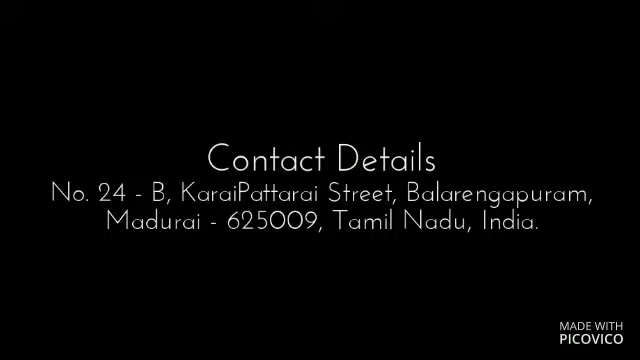 Contact Details
No. 24 - B, KaraiPattarai Street, Balarengapuram,
Madurai - 625009, Tamil Nadu, India.
MADE WITH
PICOVICO